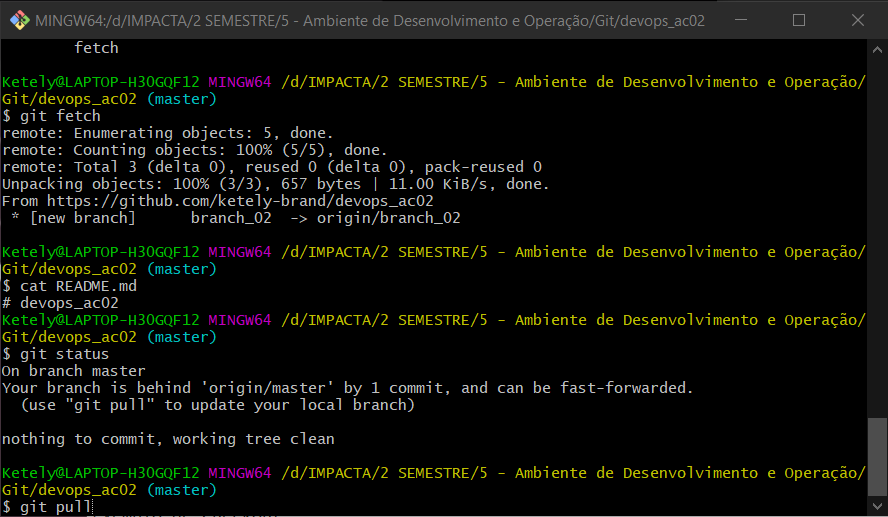 MINGW64:/d/IMPACTA/2 SEMESTRE/5 - Ambiente de Desenvolvimento e Operação/Git/devops_ac02
fetch
Ketely@LAPTOP-H3OGQF12 MINGW64 /d/IMPACTA/2 SEMESTRE/5 - Ambiente de Desenvolvimento e Operação/
Git/devops_ac02 (master)
$ git fetch
remote: Enumerating objects: 5, done.
remote: Counting objects: 100% (5/5), done.
remote: Total 3 (delta 0), reused 0 (delta 0), pack-reused 0
Unpacking objects: 100% (3/3), 657 bytes | 11.00 KiB/s, done.
From https://github.com/ketely-brand/devops_ac02
 * [new branch]      branch_02  -> origin/branch_02
Ketely@LAPTOP-H3OGQF12 MINGW64 /d/IMPACTA/2 SEMESTRE/5 - Ambiente de Desenvolvimento e Operação/
Git/devops_ac02 (master)
$ cat README.md
# devops_ac02
Ketely@LAPTOP-H3OGQF12 MINGW64 /d/IMPACTA/2 SEMESTRE/5 - Ambiente de Desenvolvimento e Operação/
Git/devops_ac02 (master)
$ git status
On branch master
Your branch is behind 'origin/master' by 1 commit, and can be fast-forwarded.
  (use "git pull" to update your local branch)
nothing to commit, working tree clean
Ketely@LAPTOP-H3OGQF12 MINGW64 /d/IMPACTA/2 SEMESTRE/5 - Ambiente de Desenvolvimento e Operação/
Git/devops_ac02 (master)
$ git pull